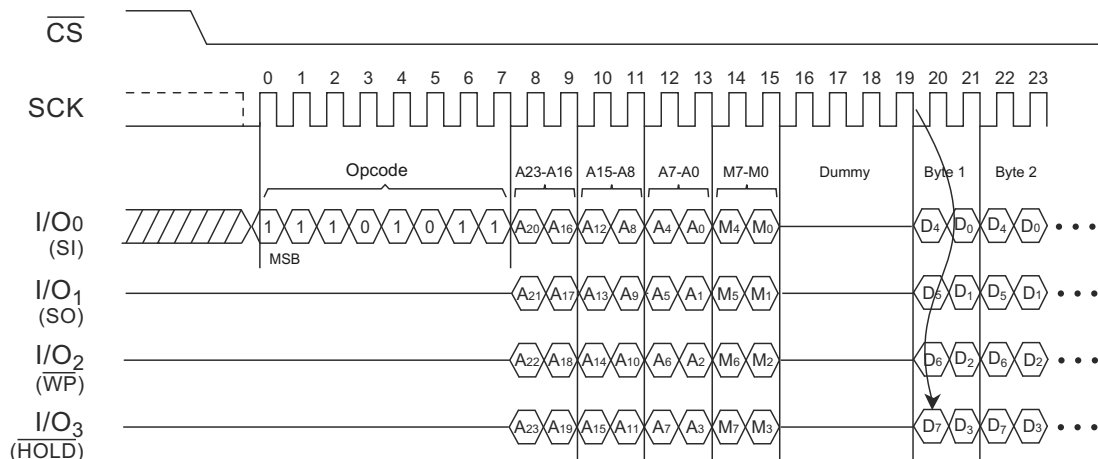 CS
0 1 2 3 4 5 6 7 8 9 10 11 12 13 14 15 16 17 18 19 20 21 22 23
SCK
Opcode A23-A16 A15-A8 A7-A0 M7-M0 Dummy Byte 1 Byte 2
I/O0 1 1 1 0 1 0 1 1 A20 A16 A12 A8 A4 A0 M4 M0 D4 D0 D4 D0 • • •
(SI)
MSB
I/O1 A21 A17 A13 A9 A5 A1 M5 M1 D5 D1 D5 D1 • • •
(SO)
I/O2 A22 A18 A14 A10 A6 A2 M6 M2 D6 D2 D6 D2 • • •
(WP)
I/O3 A23 A19 A15 A11 A7 A3 M7 M3 D7 D3 D7 D3 • • •
(HOLD)